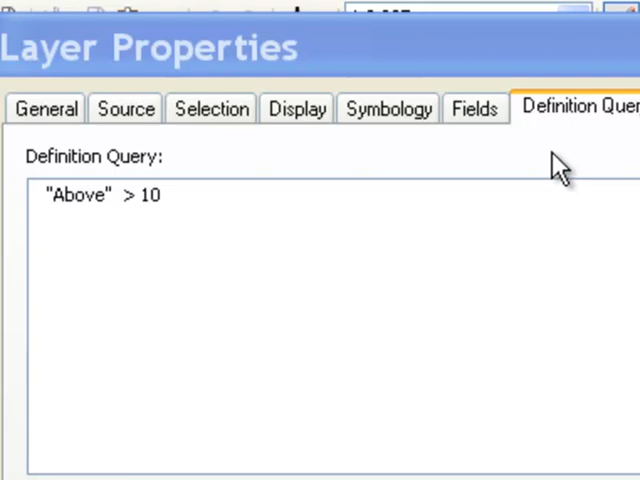 Layer Properties
General Source Selection Display Symbology Fields Definition Quer
Definition Query:
"Above" > 10